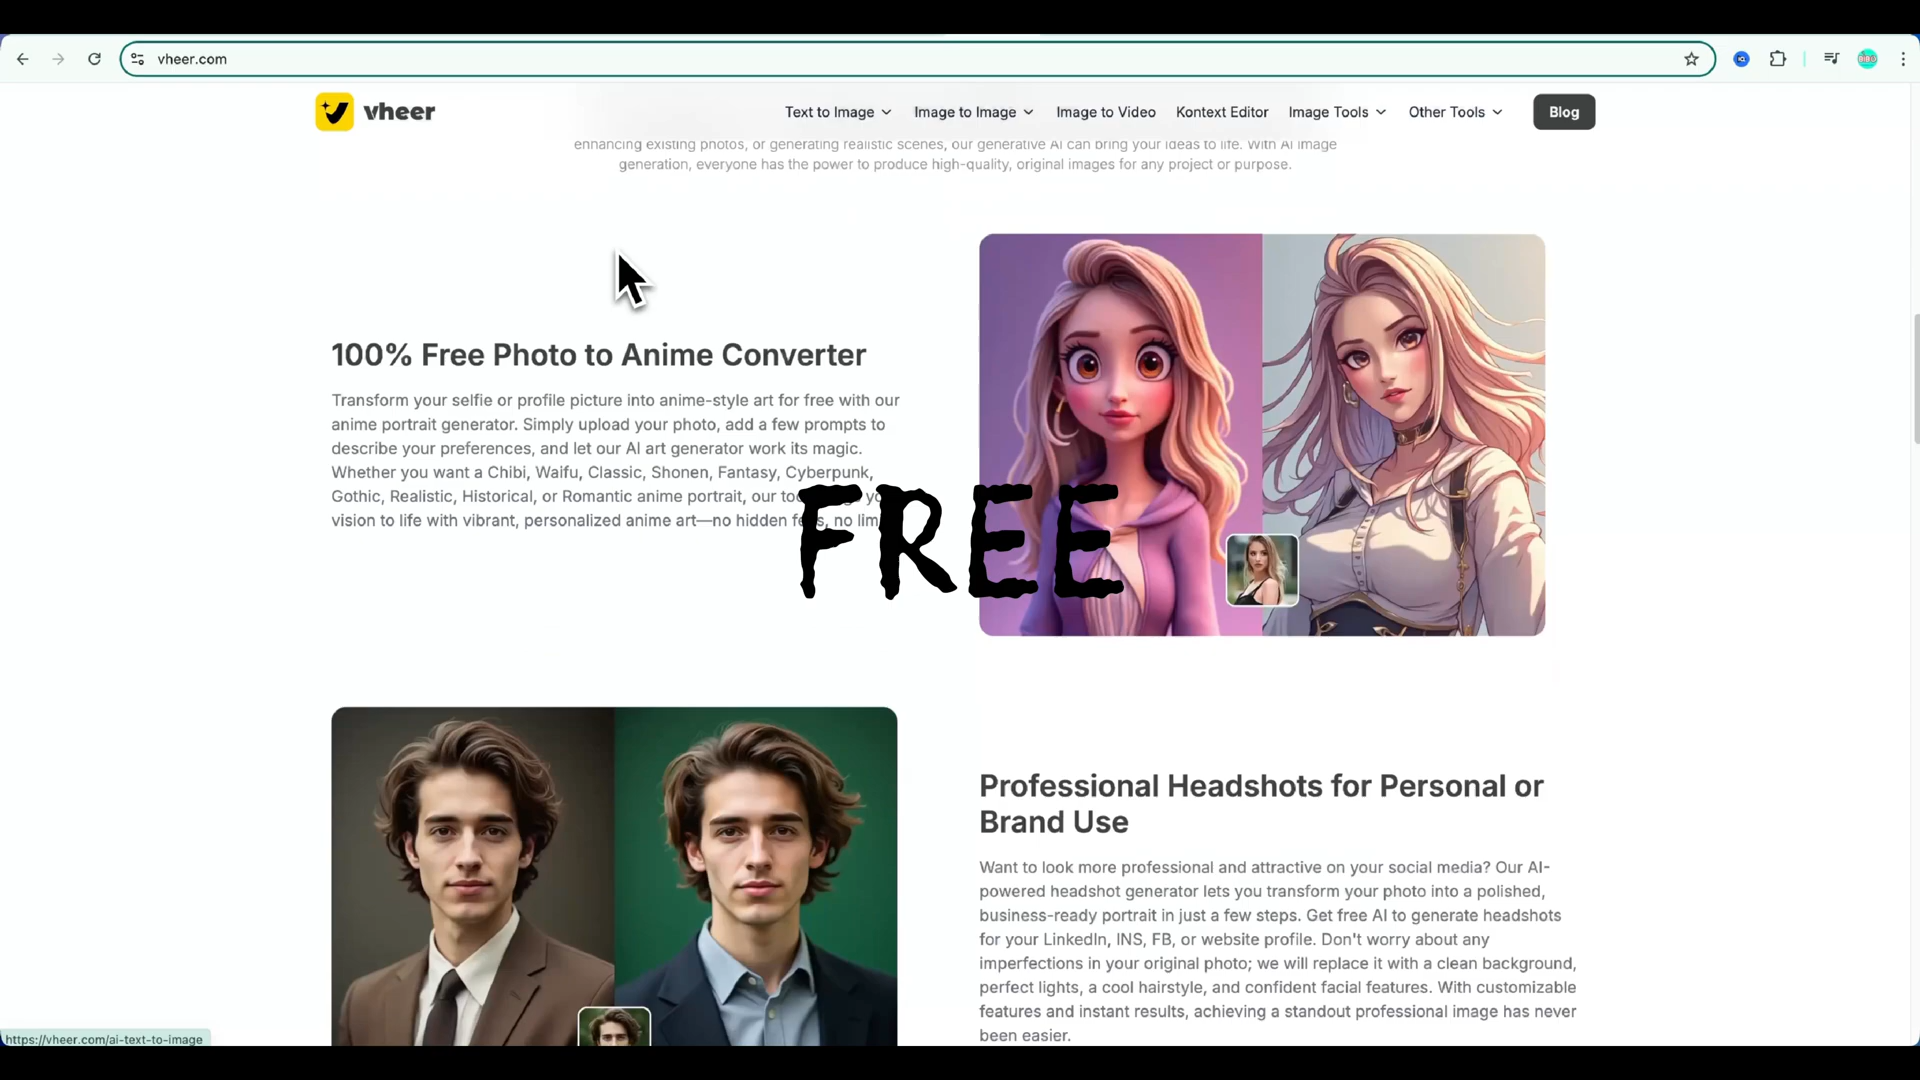 vheer.com
vheer
Text to Image
Image to Image
Image to Video
Kontext Editor
Image Tools
Other Tools
Blog
enhancing existing photos, or generating realistic scenes, our generative AI can bring your ideas to life. With AI image
generation, everyone has the power to produce high-quality, original images for any project or purpose.
100% Free Photo to Anime Converter
Transform your selfie or profile picture into anime-style art for free with our
anime portrait generator. Simply upload your photo, add a few prompts to
describe your preferences, and let our AI art generator work its magic.
Whether you want a Chibi, Waifu, Classic, Shonen, Fantasy, Cyberpunk,
Gothic, Realistic, Historical, or Romantic anime portrait, our
vision to life with vibrant, personalized anime art—no hidden no
FREE
Professional Headshots for Personal or
Brand Use
Want to look more professional and attractive on your social media? Our AI-
powered headshot generator lets you transform your photo into a polished,
business-ready portrait in just a few steps. Get free AI to generate headshots
for your LinkedIn, INS, FB, or website profile. Don't worry about any
imperfections in your original photo; we will replace it with a clean background,
perfect lights, a cool hairstyle, and confident facial features. With customizable
features and instant results, achieving a standout professional image has never
been easier.
https://vheer.com/ai-text-to-image